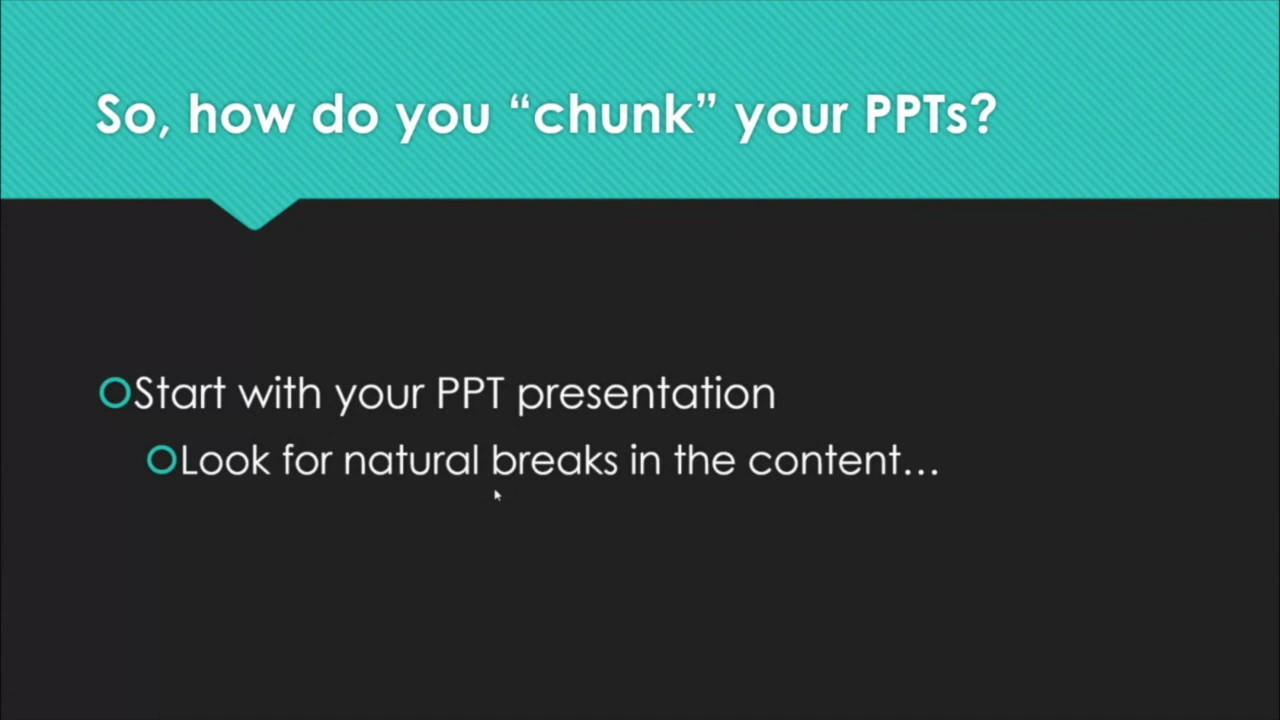 So, how do you “chunk” your PPTs?
Start with your PPT presentation
Look for natural breaks in the content…